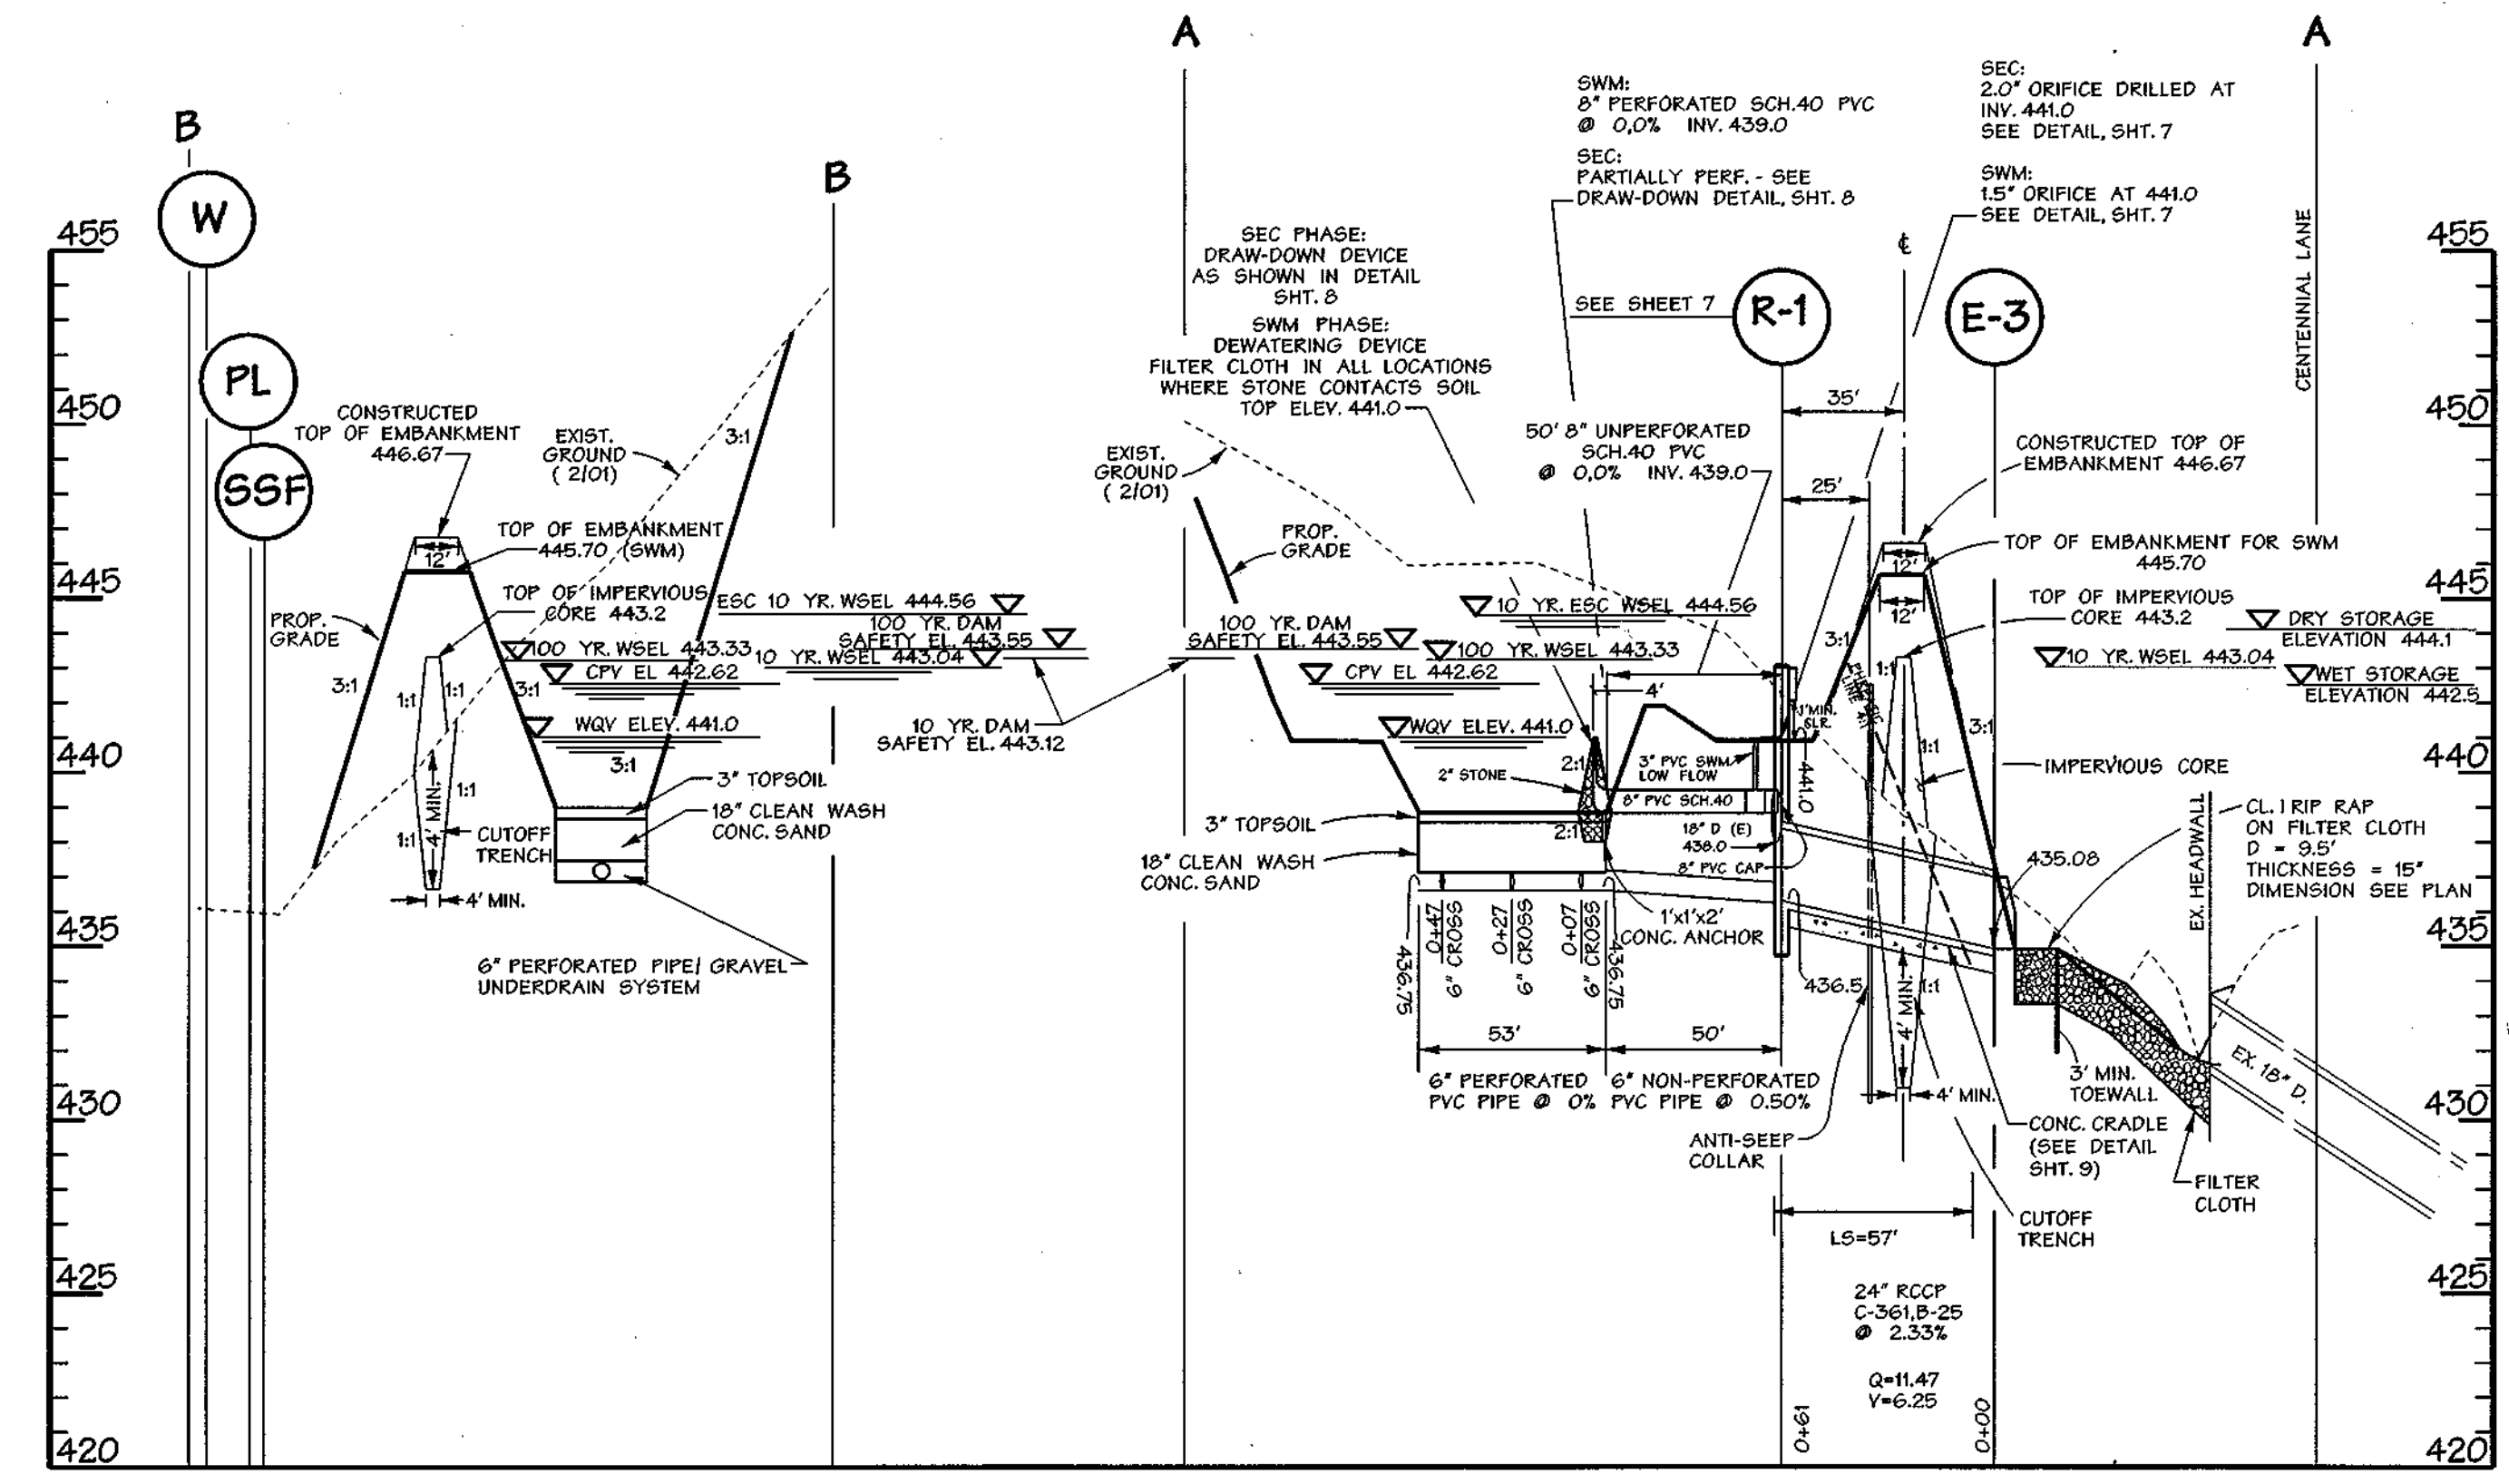 A
A
B
B
W
PL
SSF
455
450
445
440
435
430
425
420
CONSTRUCTED
TOP OF EMBANKMENT
446.67
EXIST.
GROUND
( 2/01)
3:1
12'
TOP OF EMBANKMENT
445.70 (SWM)
TOP OF IMPERVIOUS
CORE 443.2
PROP.
GRADE
3:1
1:1
1:1
3:1
1:1
1:1
4' MIN.
CUTOFF
TRENCH
4' MIN.
ESC 10 YR. WSEL 444.56
100 YR. DAM
SAFETY EL. 443.55
100 YR. WSEL 443.33
10 YR. WSEL 443.04
CPV EL 442.62
WQV ELEV. 441.0
3:1
3" TOPSOIL
18" CLEAN WASH
CONC. SAND
6" PERFORATED PIPE/ GRAVEL
UNDERDRAIN SYSTEM
10 YR. DAM
SAFETY EL. 443.12
SEC PHASE:
DRAW-DOWN DEVICE
AS SHOWN IN DETAIL
SHT. 8
SWM PHASE:
DEWATERING DEVICE
FILTER CLOTH IN ALL LOCATIONS
WHERE STONE CONTACTS SOIL
TOP ELEV. 441.0
EXIST.
GROUND
( 2/01)
PROP.
GRADE
100 YR. DAM
SAFETY EL. 443.55
SWM:
8" PERFORATED SCH.40 PVC
@ 0.0% INV. 439.0
SEC:
PARTIALLY PERF. - SEE
DRAW-DOWN DETAIL, SHT. 8
SEE SHEET 7
R-1
50' 8" UNPERFORATED
SCH.40 PVC
@ 0.0% INV. 439.0
SEC:
2.0" ORIFICE DRILLED AT
INV. 441.0
SEE DETAIL, SHT. 7
SWM:
1.5" ORIFICE AT 441.0
SEE DETAIL, SHT. 7
℄
E-3
CENTENNIAL LANE
35'
25'
CONSTRUCTED TOP OF
EMBANKMENT 446.67
TOP OF EMBANKMENT FOR SWM
445.70
12'
12'
TOP OF IMPERVIOUS
CORE 443.2
DRY STORAGE
ELEVATION 444.1
10 YR. WSEL 443.04
WET STORAGE
ELEVATION 442.5
10 YR. ESC WSEL 444.56
100 YR. WSEL 443.33
CPV EL 442.62
WQV ELEV. 441.0
4'
3:1
1:1
PHREATIC
LINE 4:1
1' MIN.
CLR.
441.0
3:1
1:1
2:1
2" STONE
3" PVC SWM
LOW FLOW
8" PVC SCH.40
2:1
18" D (E)
438.0
8" PVC CAP
3" TOPSOIL
18" CLEAN WASH
CONC. SAND
1'x1'x2'
CONC. ANCHOR
436.75
0+47
6" CROSS
0+27
6" CROSS
0+07
6" CROSS
436.75
53'
50'
6" PERFORATED
PVC PIPE @ 0%
6" NON-PERFORATED
PVC PIPE @ 0.50%
436.5
4' MIN.
1:1
4' MIN.
ANTI-SEEP
COLLAR
IMPERVIOUS CORE
435.08
CL. I RIP RAP
ON FILTER CLOTH
D = 9.5'
THICKNESS = 15"
DIMENSION SEE PLAN
EX. HEADWALL
EX. 18" D.
3' MIN.
TOEWALL
CONC. CRADLE
(SEE DETAIL
SHT. 9)
FILTER
CLOTH
CUTOFF
TRENCH
LS=57'
24" RCCP
C-361,B-25
@ 2.33%
Q=11.47
V=6.25
0+61
0+00
455
450
445
440
435
430
425
420